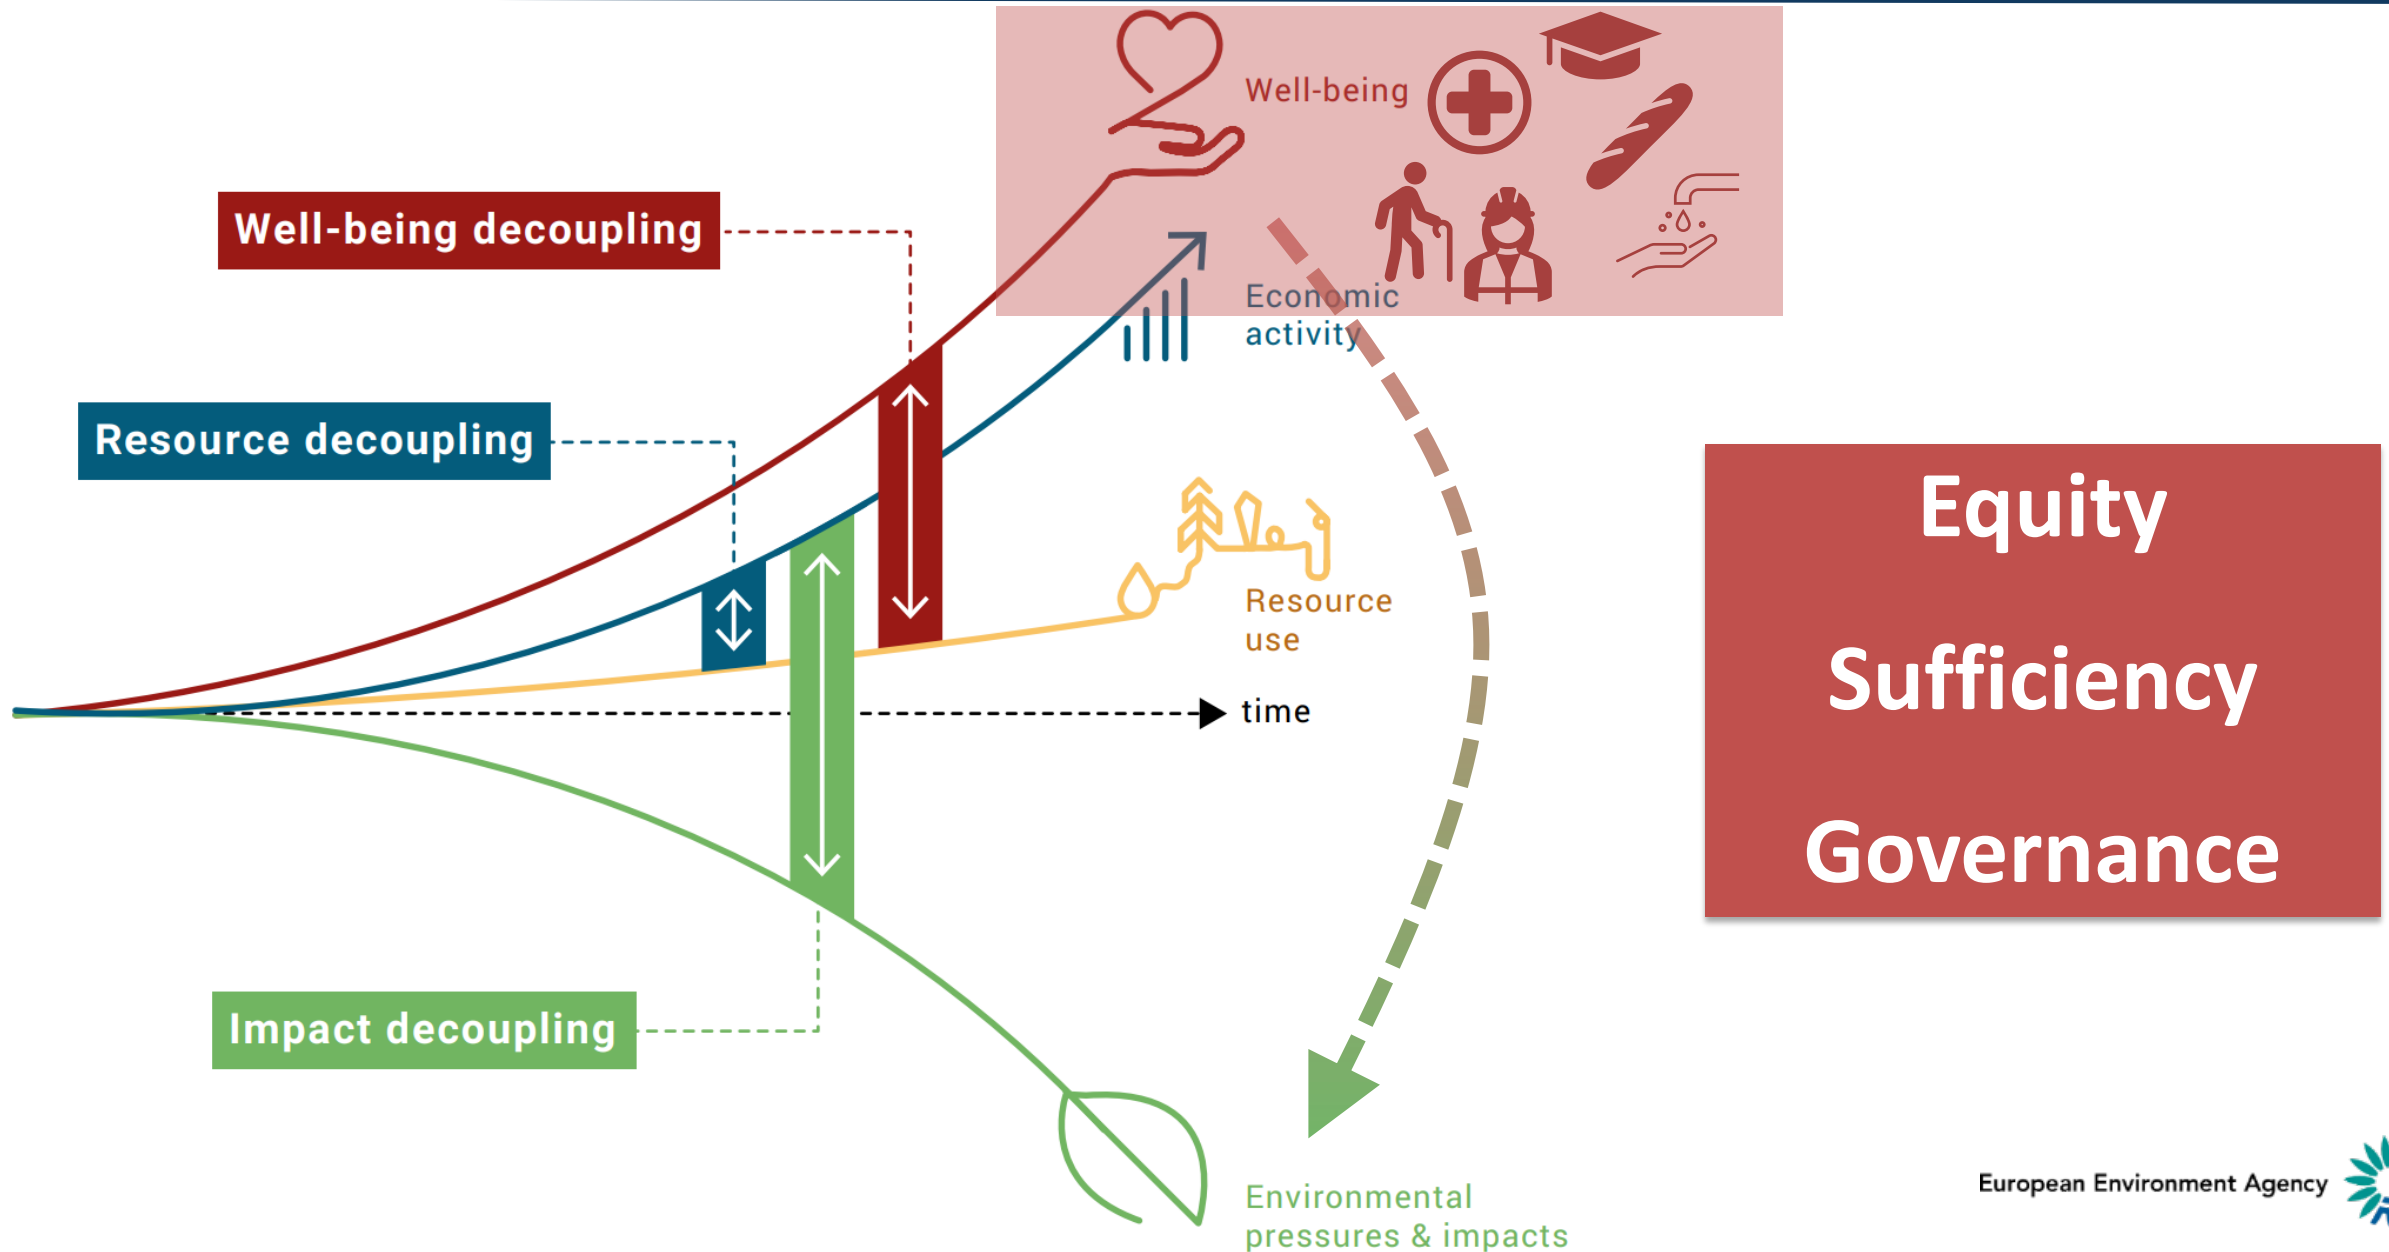 Well-being
Well-being decoupling
Economic
activity
Resource decoupling
Equity
Sufficiency
Governance
Resource
use
time
Impact decoupling
European Environment Agency
Environmental
pressures & impacts